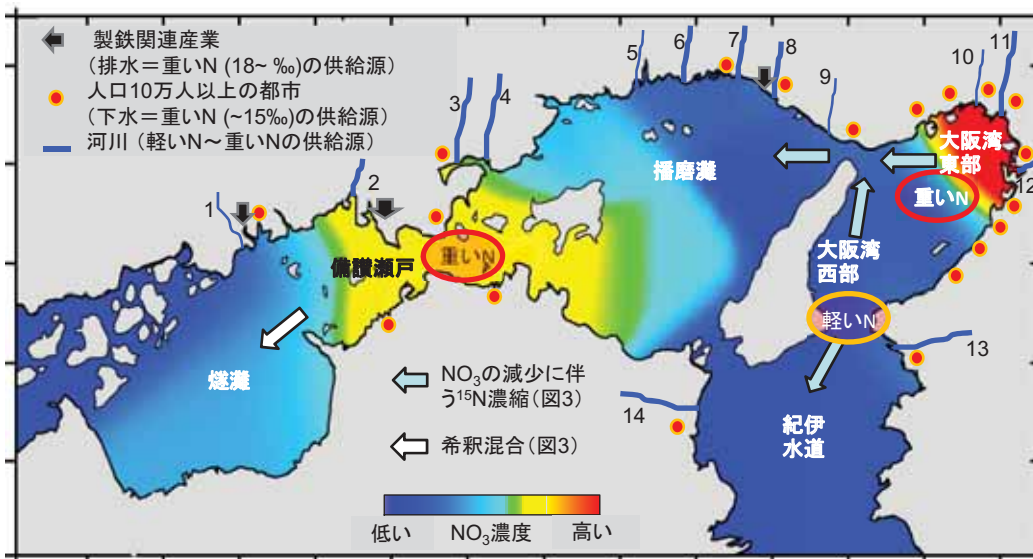 製鉄関連産業
(排水＝重いN (18~ ‰)の供給源)
人口10万人以上の都市
(下水＝重いN (~15‰)の供給源)
河川（軽いN～重いNの供給源）
1
2
3
4
5
6
7
8
9
10
11
12
大阪湾
東部
重いN
播磨灘
大阪湾
西部
備讃瀬戸
重いN
軽いN
13
14
燧灘
紀伊
水道
NO₃の減少に伴
う¹⁵N濃縮(図3)
希釈混合(図3)
低い NO₃濃度 高い